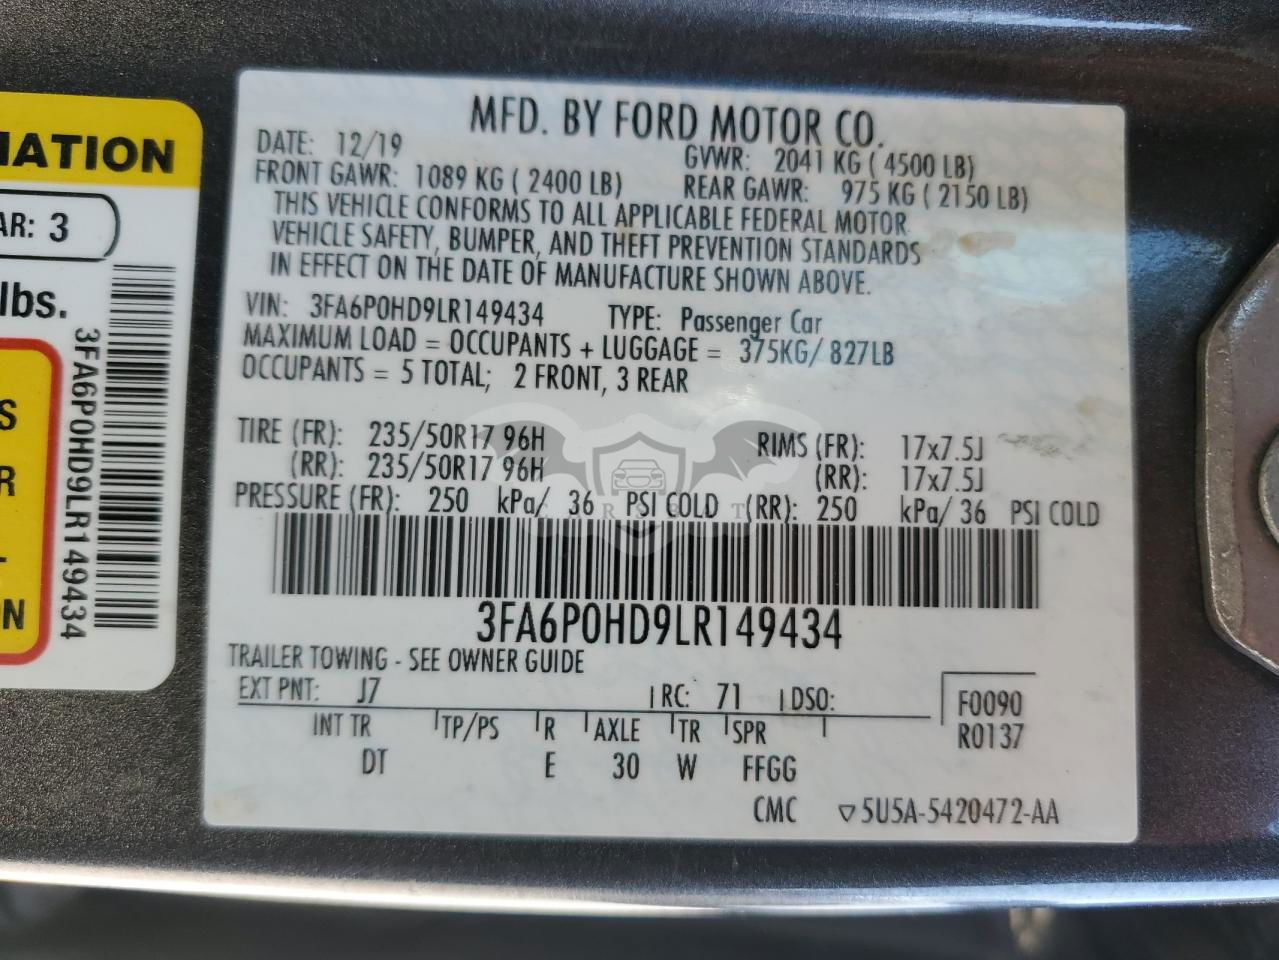 MFD. BY FORD MOTOR CO.
DATE: 12/19 GVWR: 2041 KG ( 4500 LB)
FRONT GAWR: 1089 KG ( 2400 LB) REAR GAWR: 975 KG ( 2150 LB)
THIS VEHICLE CONFORMS TO ALL APPLICABLE FEDERAL MOTOR
VEHICLE SAFETY, BUMPER, AND THEFT PREVENTION STANDARDS
IN EFFECT ON THE DATE OF MANUFACTURE SHOWN ABOVE.
VIN: 3FA6P0HD9LR149434 TYPE: Passenger Car
MAXIMUM LOAD = OCCUPANTS + LUGGAGE = 375KG/ 827LB
OCCUPANTS = 5 TOTAL; 2 FRONT, 3 REAR
TIRE (FR): 235/50R17 96H RIMS (FR): 17x7.5J
(RR): 235/50R17 96H (RR): 17x7.5J
PRESSURE (FR): 250 kPa/ 36 PSI COLD (RR): 250 kPa/ 36 PSI COLD
3FA6P0HD9LR149434
TRAILER TOWING - SEE OWNER GUIDE
EXT PNT: J7 RC: 71 DSO: F0090
INT TR TP/PS R AXLE TR SPR R0137
DT E 30 W FFGG
CMC ▽5U5A-5420472-AA
MATION
AR: 3
lbs.
3FA6P0HD9LR149434
S
R
L
N